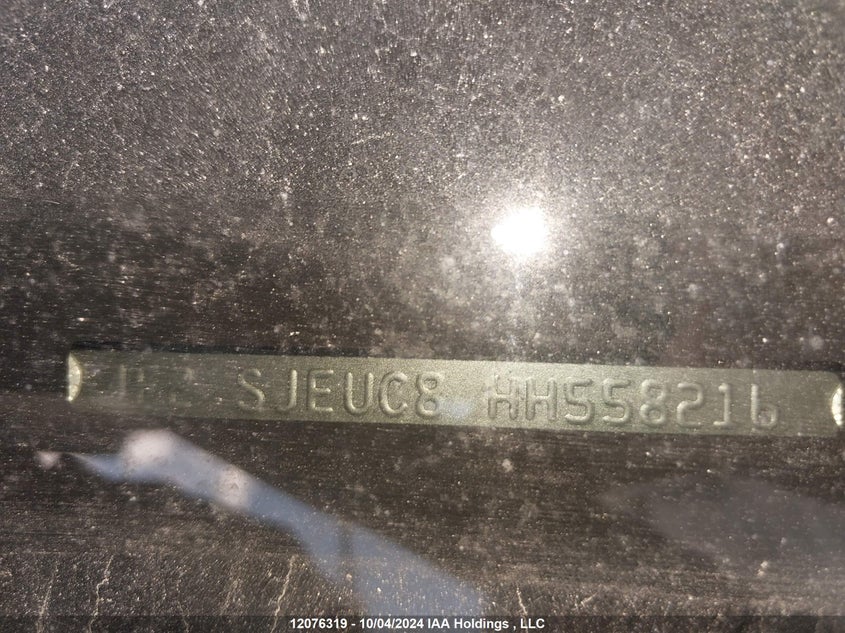 SJEUC8 HH558216
12076319 - 10/04/2024 IAA Holdings , LLC